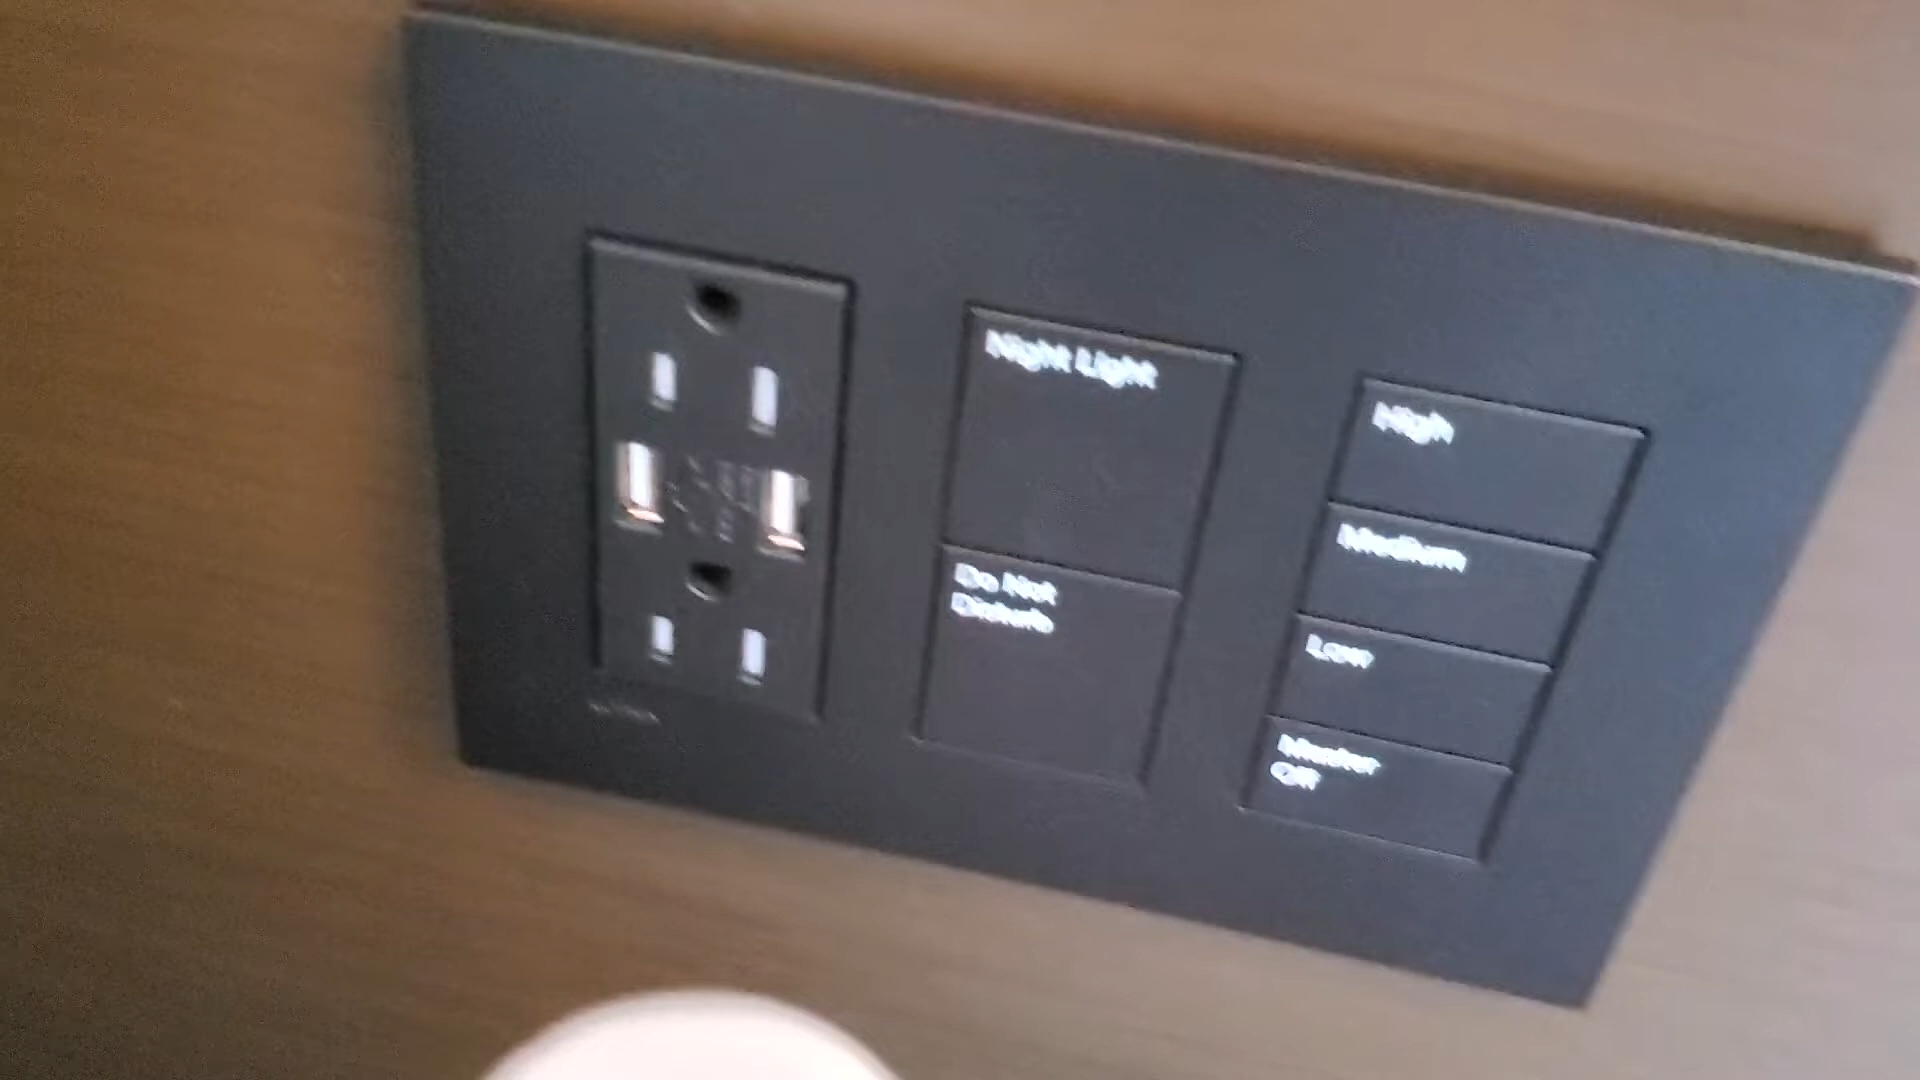 Night Light
Do Not
Disturb
High
Medium
Low
Master
Off